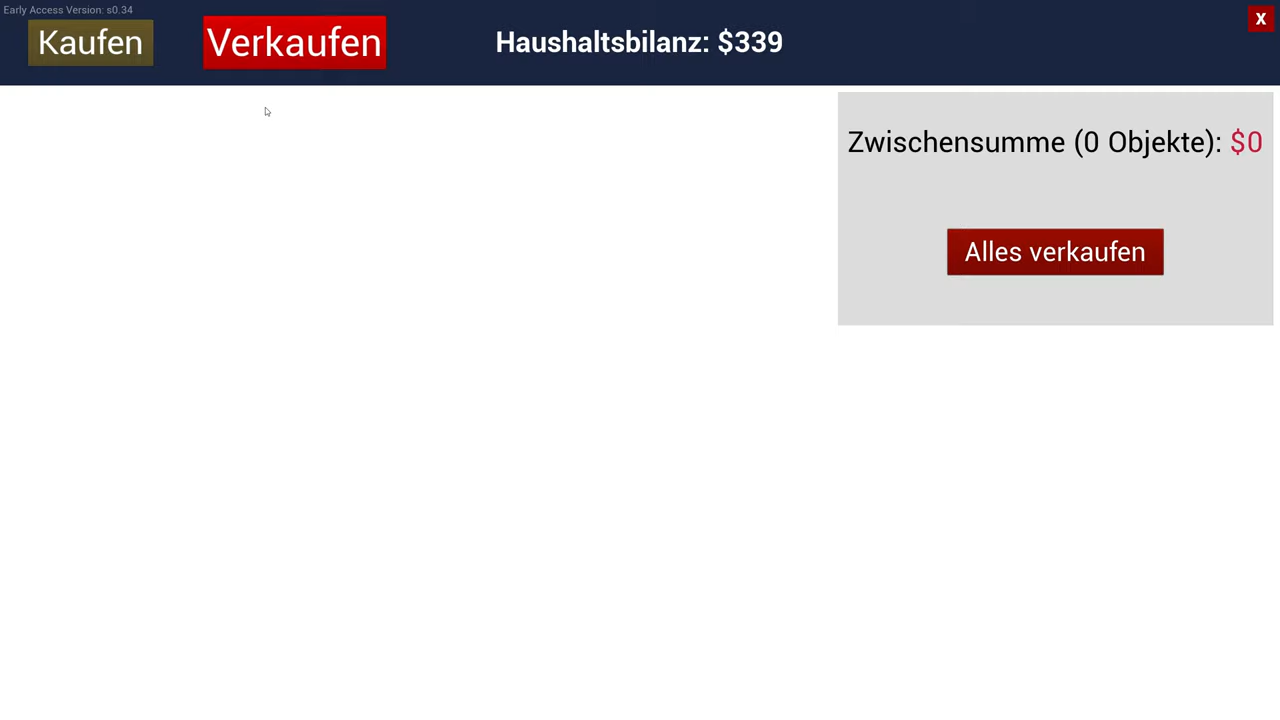 Early Access Version: s0.34
Kaufen
Verkaufen
Haushaltsbilanz: $339
X
Zwischensumme (0 Objekte): $0
Alles verkaufen